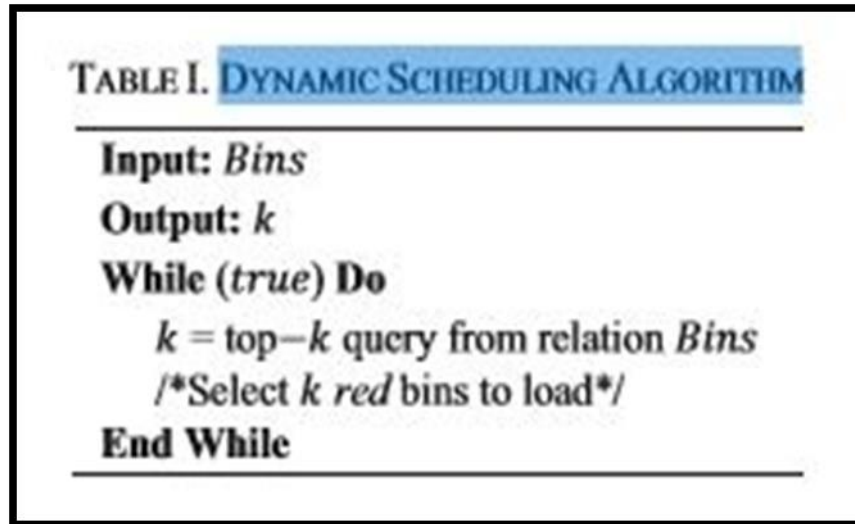 TABLE I. DYNAMIC SCHEDULING ALGORITHM
Input: Bins
Output: k
While (true) Do
k = top−k query from relation Bins
/*Select k red bins to load*/
End While